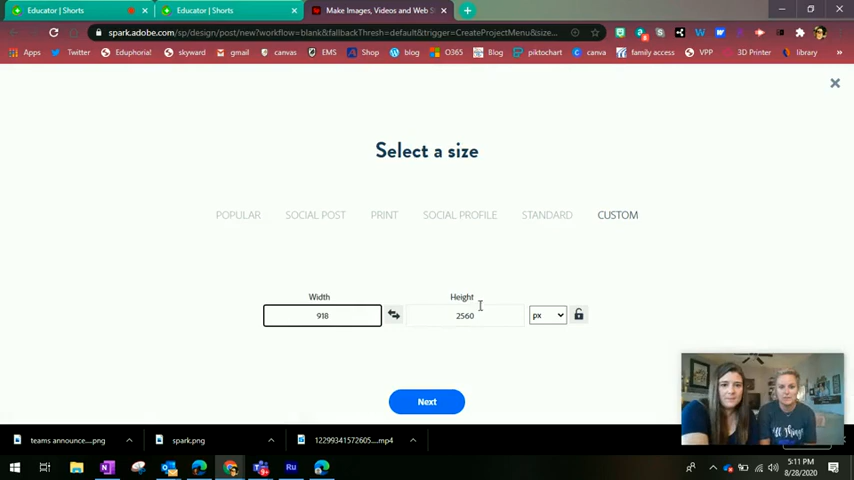 Educator | Shorts
Educator | Shorts
Make Images, Videos and Web S
spark.adobe.com/sp/design/post/new?workflow=blank&fallbackThresh=default&trigger=CreateProjectMenu&size...
Apps Twitter Eduphoria! skyward gmail canvas EMS Shop O365 Blog piktochart canva family access VPP 3D Printer library
Select a size
POPULAR SOCIAL POST PRINT SOCIAL PROFILE STANDARD CUSTOM
Width Height
918 2560 px
Next
teams announce....png spark.png 12299341572605....mp4
5:11 PM
8/28/2020